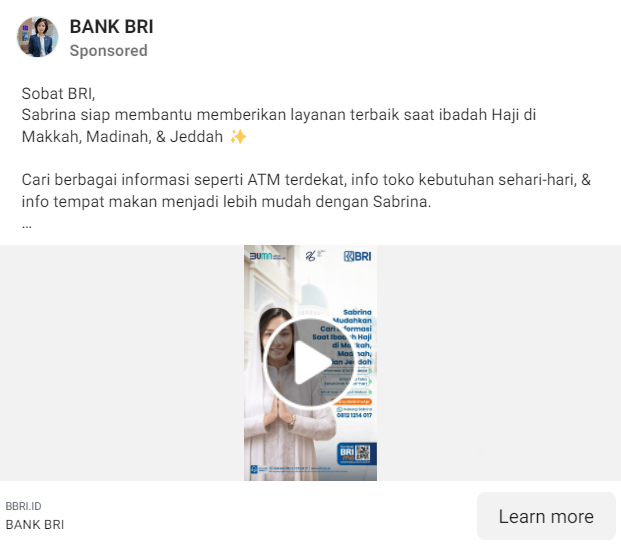 BANK BRI
Sponsored
Sobat BRI,
Sabrina siap membantu memberikan layanan terbaik saat ibadah Haji di
Makkah, Madinah, & Jeddah ✨
Cari berbagai informasi seperti ATM terdekat, info toko kebutuhan sehari-hari, &
info tempat makan menjadi lebih mudah dengan Sabrina.
...
BUMN
BRI
Sabrina
Mudahkan
Cari Informasi
Saat Ibadah Haji
di Makkah,
Madinah,
dan Jeddah
0812 1214 017
BRI
BBRI.ID
BANK BRI
Learn more